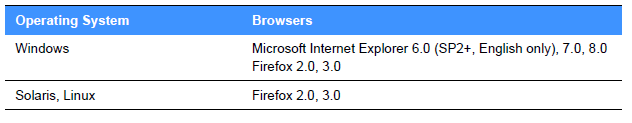 Operating System Browsers
Windows Microsoft Internet Explorer 6.0 (SP2+, English only), 7.0, 8.0
Firefox 2.0, 3.0
Solaris, Linux Firefox 2.0, 3.0